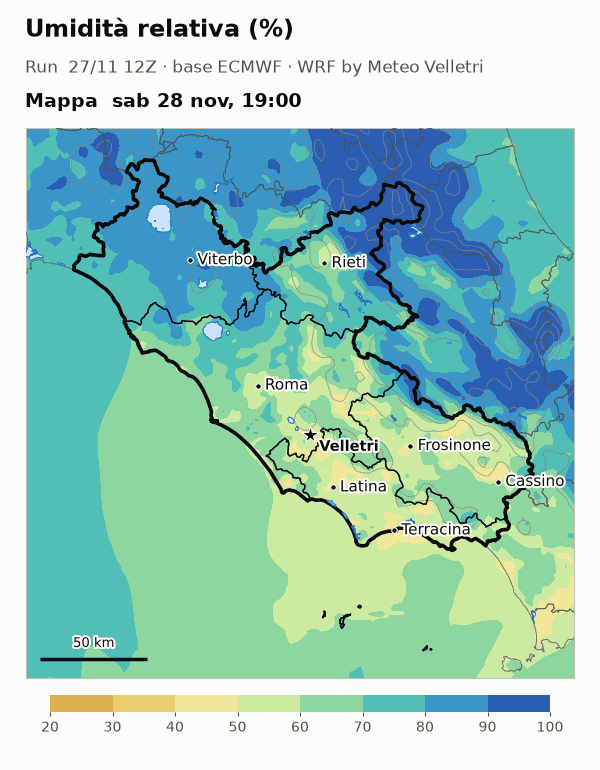 Umidità relativa (%)
Run  27/11 12Z · base ECMWF · WRF by Meteo Velletri
Mappa  sab 28 nov, 19:00
Viterbo
Rieti
Roma
Velletri
Frosinone
Latina
Cassino
Terracina
50 km
20 30 40 50 60 70 80 90 100